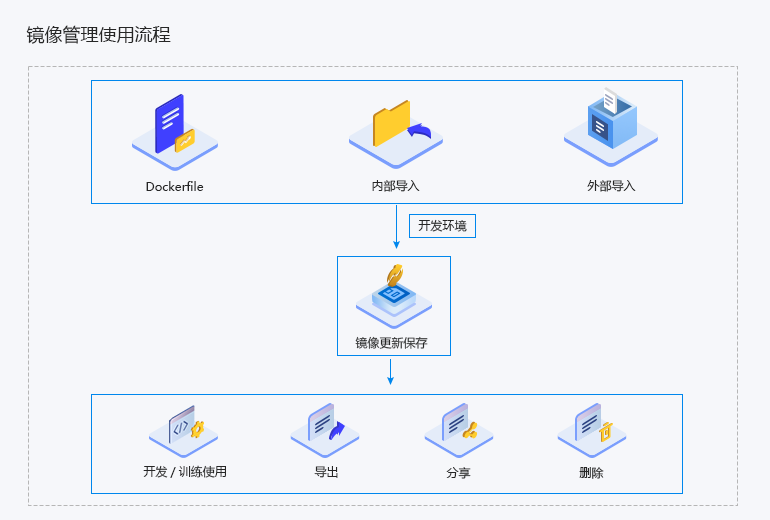 镜像管理使用流程
Dockerfile
内部导入
外部导入
开发环境
镜像更新保存
开发 / 训练使用
导出
分享
删除